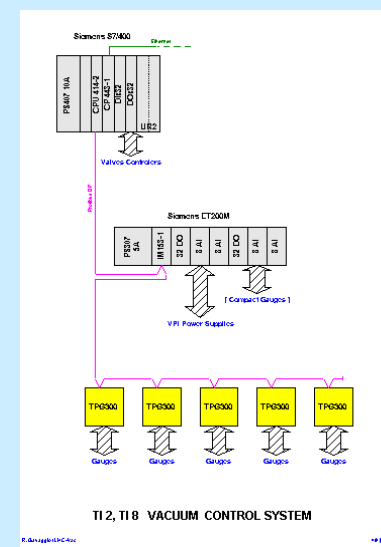 Siemens S7/400
Ethernet
PS407 10A
CPU 414-2
CP 443-1
DI32
DO32
UR2
Valves Controlers
Profibus DP
Siemens ET200M
PS307 5A
IM153-1
32 DO
8 AI
8 AI
32 DO
8 AI
8 AI
[ Compact Gauges ]
VPI Power Supplies
TPG300
TPG300
TPG300
TPG300
TPG300
Gauges
Gauges
Gauges
Gauges
Gauges
TI 2, TI 8 VACUUM CONTROL SYSTEM